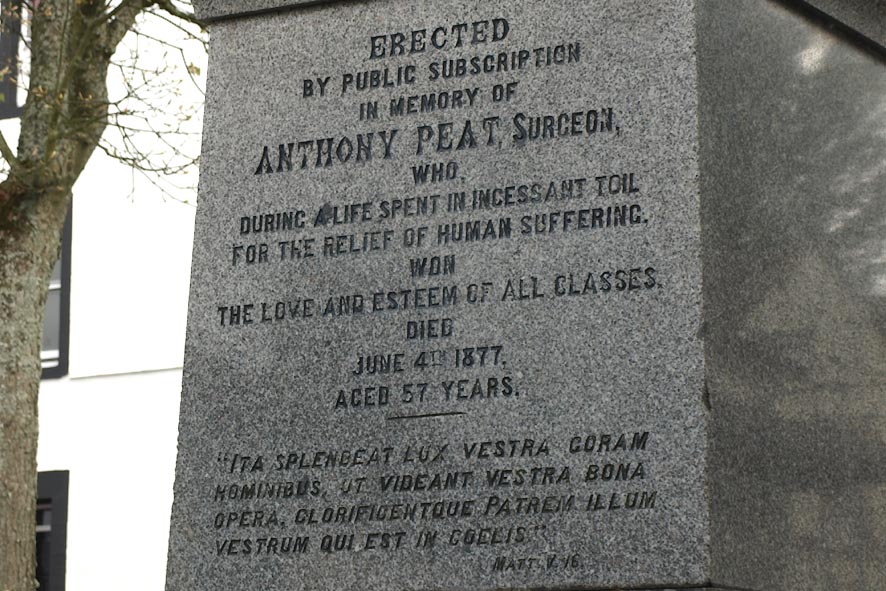 ERECTED
BY PUBLIC SUBSCRIPTION
IN MEMORY OF
ANTHONY PEAT, SURGEON,
WHO,
DURING A LIFE SPENT IN INCESSANT TOIL
FOR THE RELIEF OF HUMAN SUFFERING.
WON
THE LOVE AND ESTEEM OF ALL CLASSES.
DIED
JUNE 4TH 1877,
AGED 57 YEARS.
"ITA SPLENDEAT LUX VESTRA CORAM
HOMINIBUS, UT VIDEANT VESTRA BONA
OPERA, GLORIFICENTQUE PATREM ILLUM
VESTRUM QUI EST IN COELIS."
MATT. V. 16.